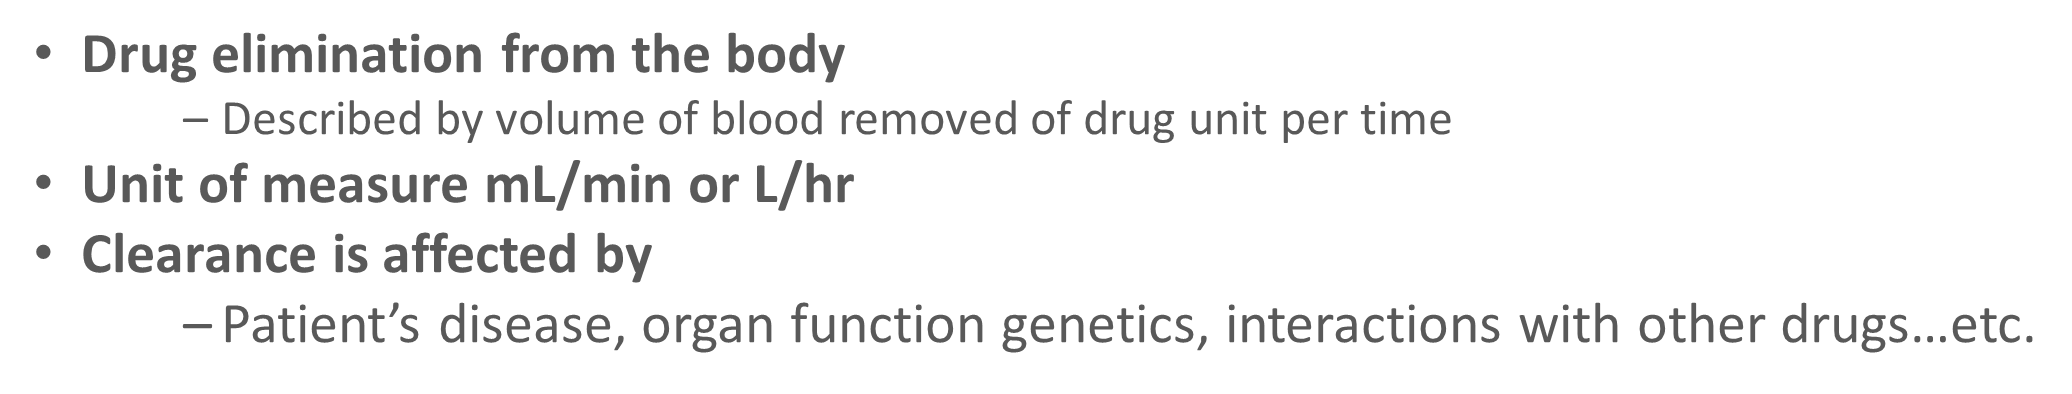 • Drug elimination from the body
– Described by volume of blood removed of drug unit per time
• Unit of measure mL/min or L/hr
• Clearance is affected by
– Patient’s disease, organ function genetics, interactions with other drugs…etc.